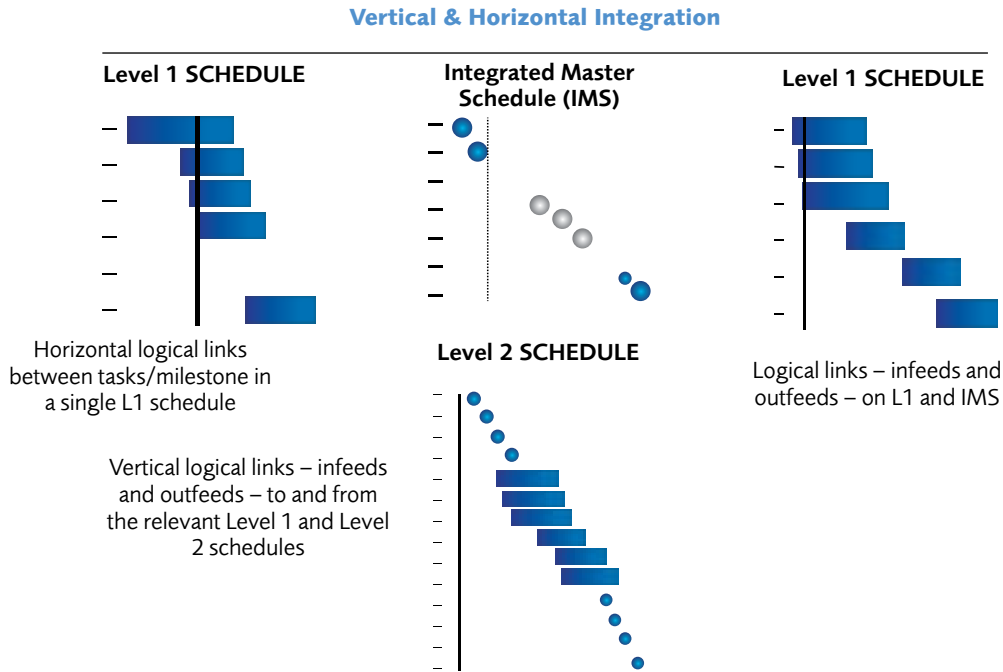 Vertical & Horizontal Integration
Level 1 SCHEDULE
Integrated Master
Schedule (IMS)
Level 1 SCHEDULE
Horizontal logical links
between tasks/milestone in
a single L1 schedule
Level 2 SCHEDULE
Logical links – infeeds and
outfeeds – on L1 and IMS
Vertical logical links – infeeds
and outfeeds – to and from
the relevant Level 1 and Level
2 schedules